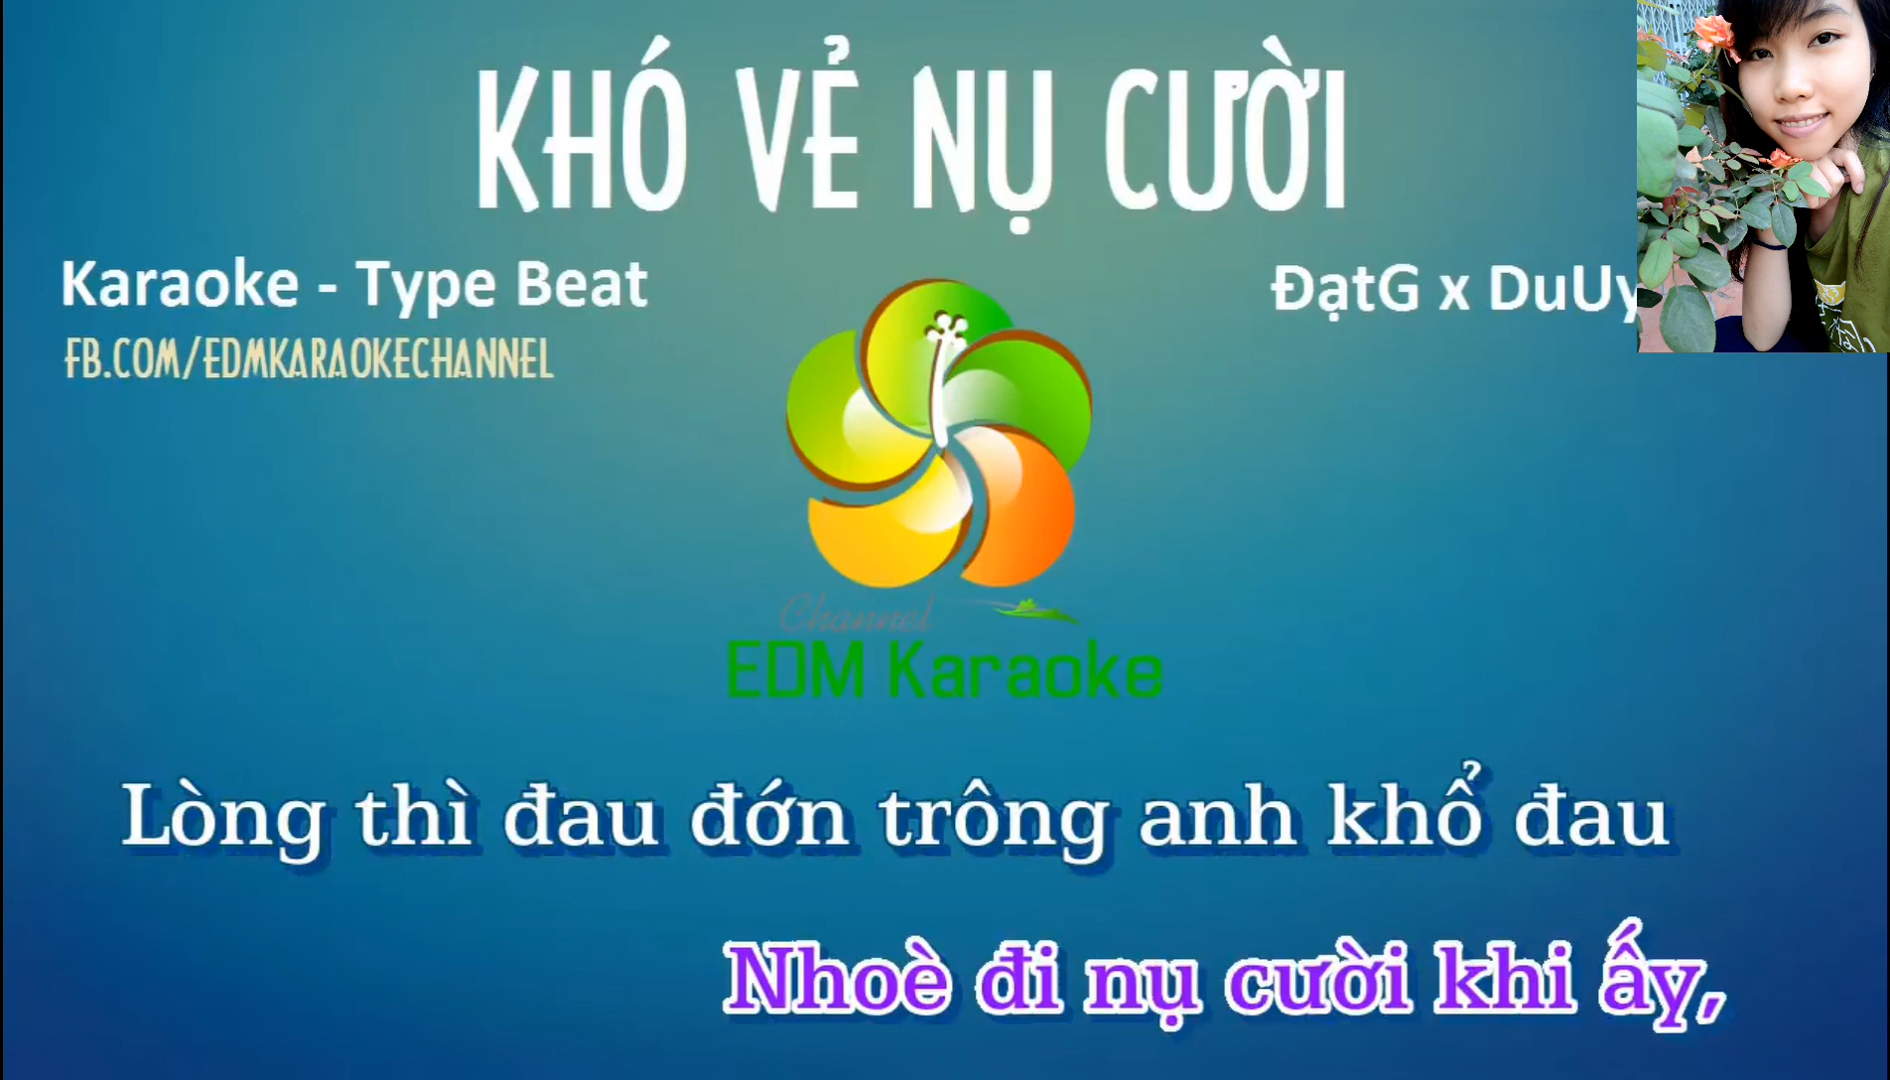 KHÓ VẺ NỤ CƯỜI
Karaoke - Type Beat
ĐạtG x DuUy
FB.COM/EDMKARAOKECHANNEL
Channel
EDM Karaoke
Lòng thì đau đớn trông anh khổ đau
Nhoè đi nụ cười khi ấy,